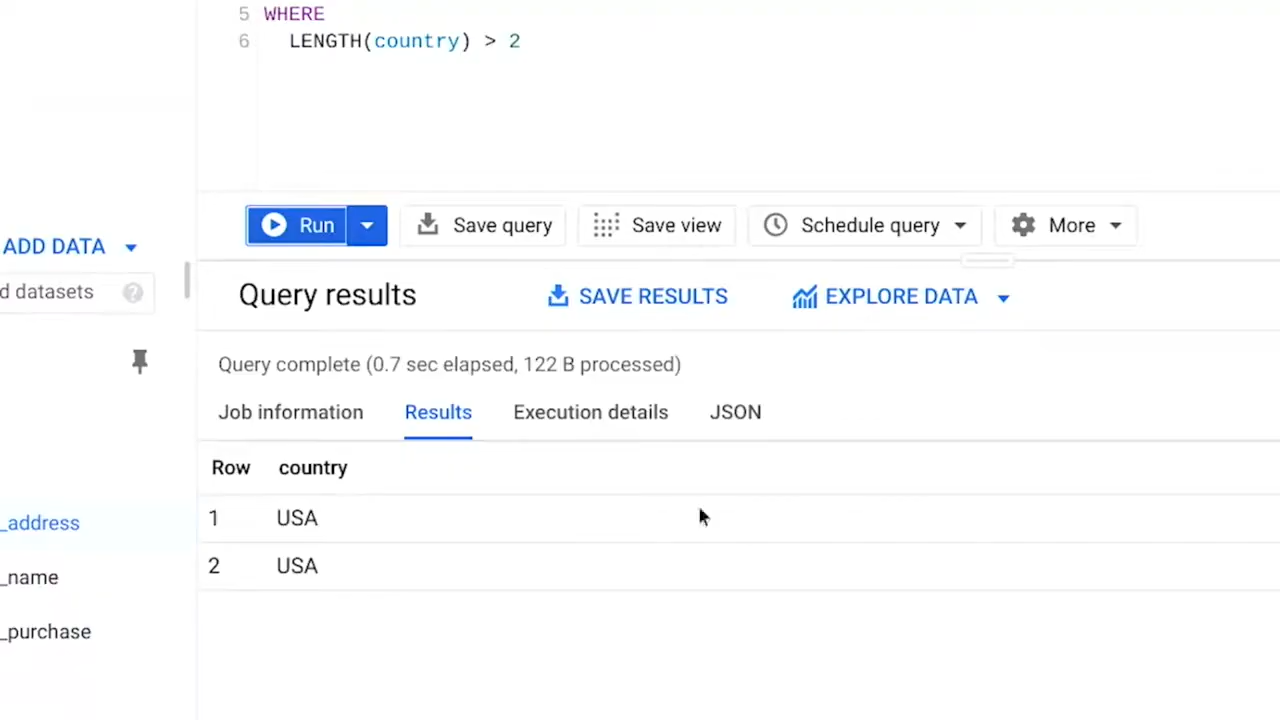 5 WHERE
6 LENGTH(country) > 2
Run
Save query
Save view
Schedule query
More
ADD DATA
d datasets
?
Query results
SAVE RESULTS
EXPLORE DATA
Query complete (0.7 sec elapsed, 122 B processed)
Job information
Results
Execution details
JSON
Row country
1 USA
2 USA
_address
_name
_purchase